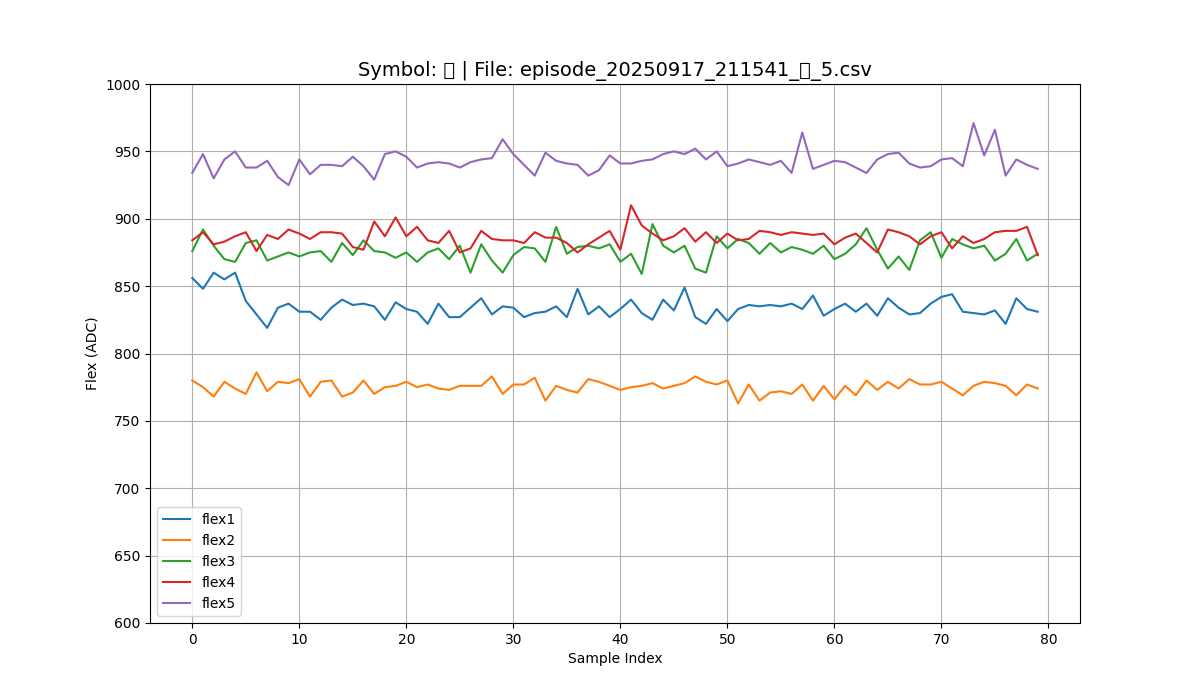 Symbol: | File: episode_20250917_211541_ _5.csv
1000
950
900
850
800
750
700
650
600
Flex (ADC)
flex1
flex2
flex3
flex4
flex5
0 10 20 30 40 50 60 70 80
Sample Index